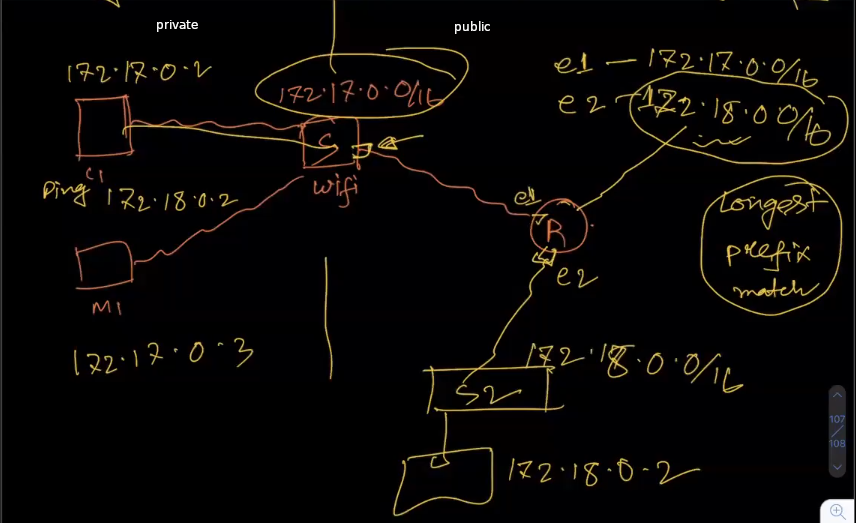 private
public
172.17.0.2
172.17.0.0/16
e1 — 172.17.0.0/16
e2 — 172.18.0.0/16
S
C1
wifi
Ping 172.18.0.2
e1
R
Longest
prefix
match
e2
M1
172.17.0.3
172.18.0.0/16
S2
172.18.0.2
107
108